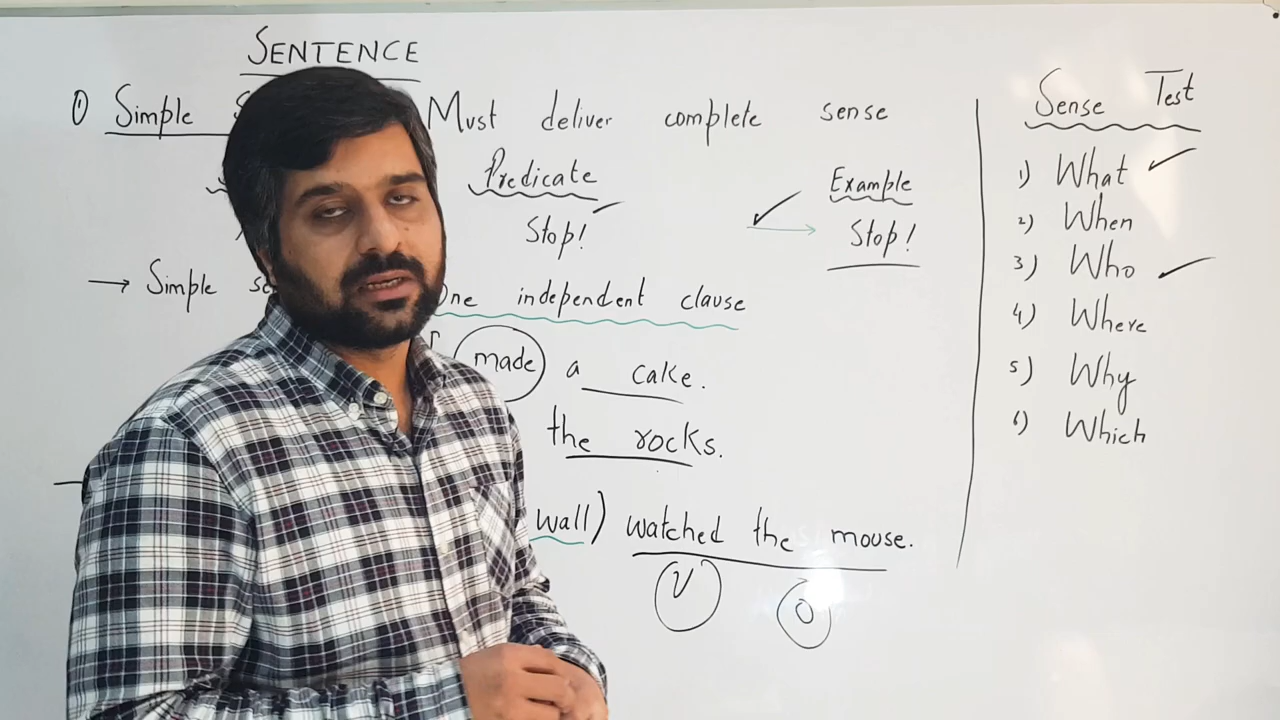 SENTENCE
1) Simple Must deliver complete sense
Predicate
Stop!
Example
Stop!
→ Simple One independent clause
made a cake.
the rocks.
wall) watched the mouse.
V O
Sense Test
1) What
2) When
3) Who
4) Where
5) Why
6) Which